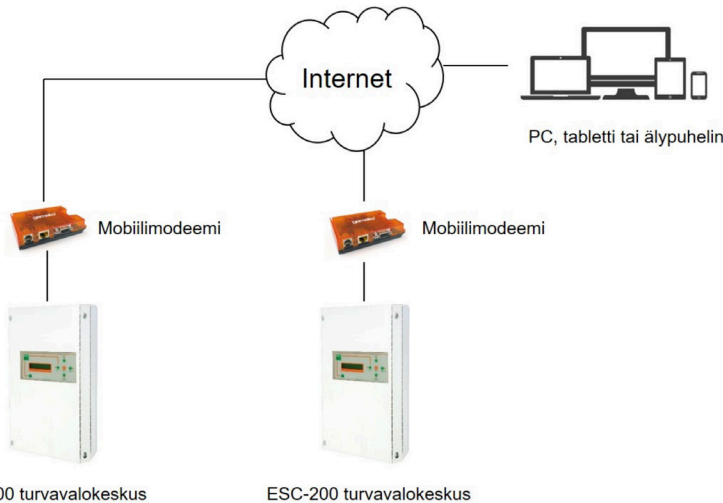 Internet
PC, tabletti tai älypuhelin
Mobiilimodeemi
Mobiilimodeemi
00 turvavalokeskus
ESC-200 turvavalokeskus